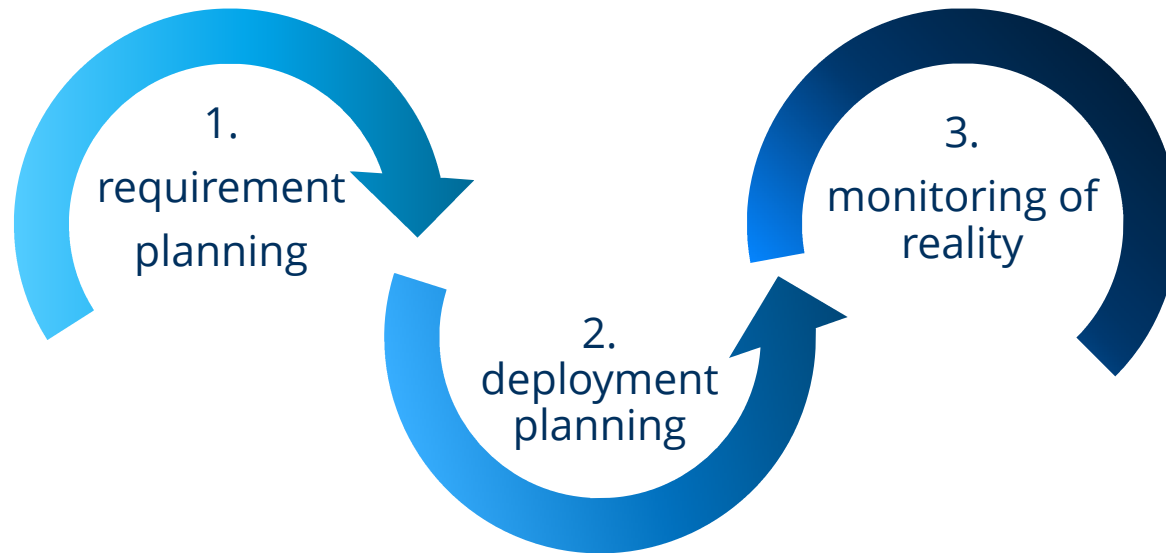 1.
requirement
planning
2.
deployment
planning
3.
monitoring of
reality